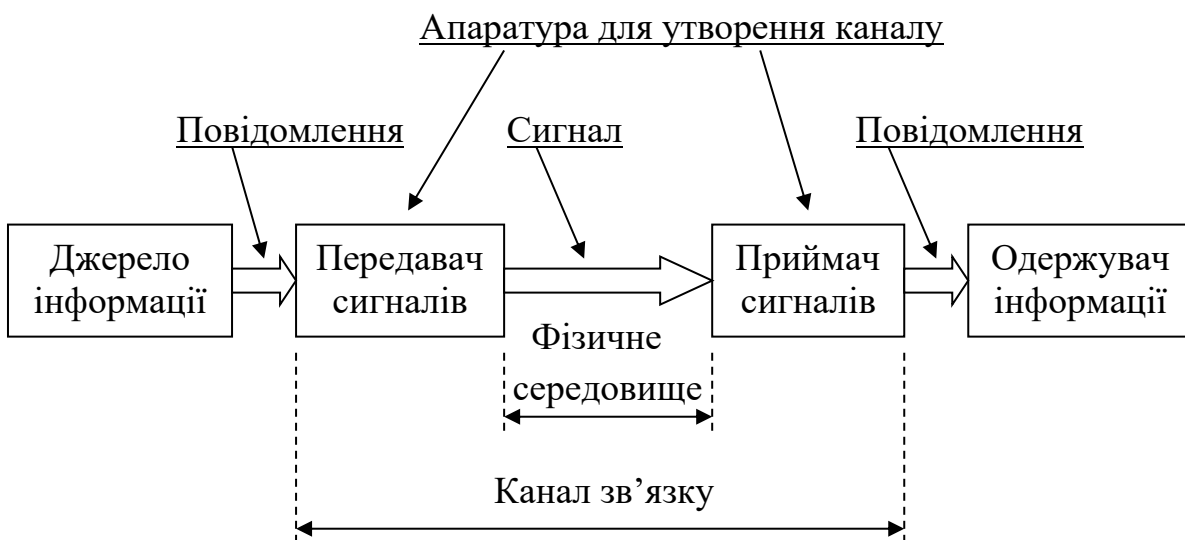 Апаратура для утворення каналу
Повідомлення
Сигнал
Повідомлення
Джерело
інформації
Передавач
сигналів
Приймач
сигналів
Одержувач
інформації
Фізичне
середовище
Канал зв’язку